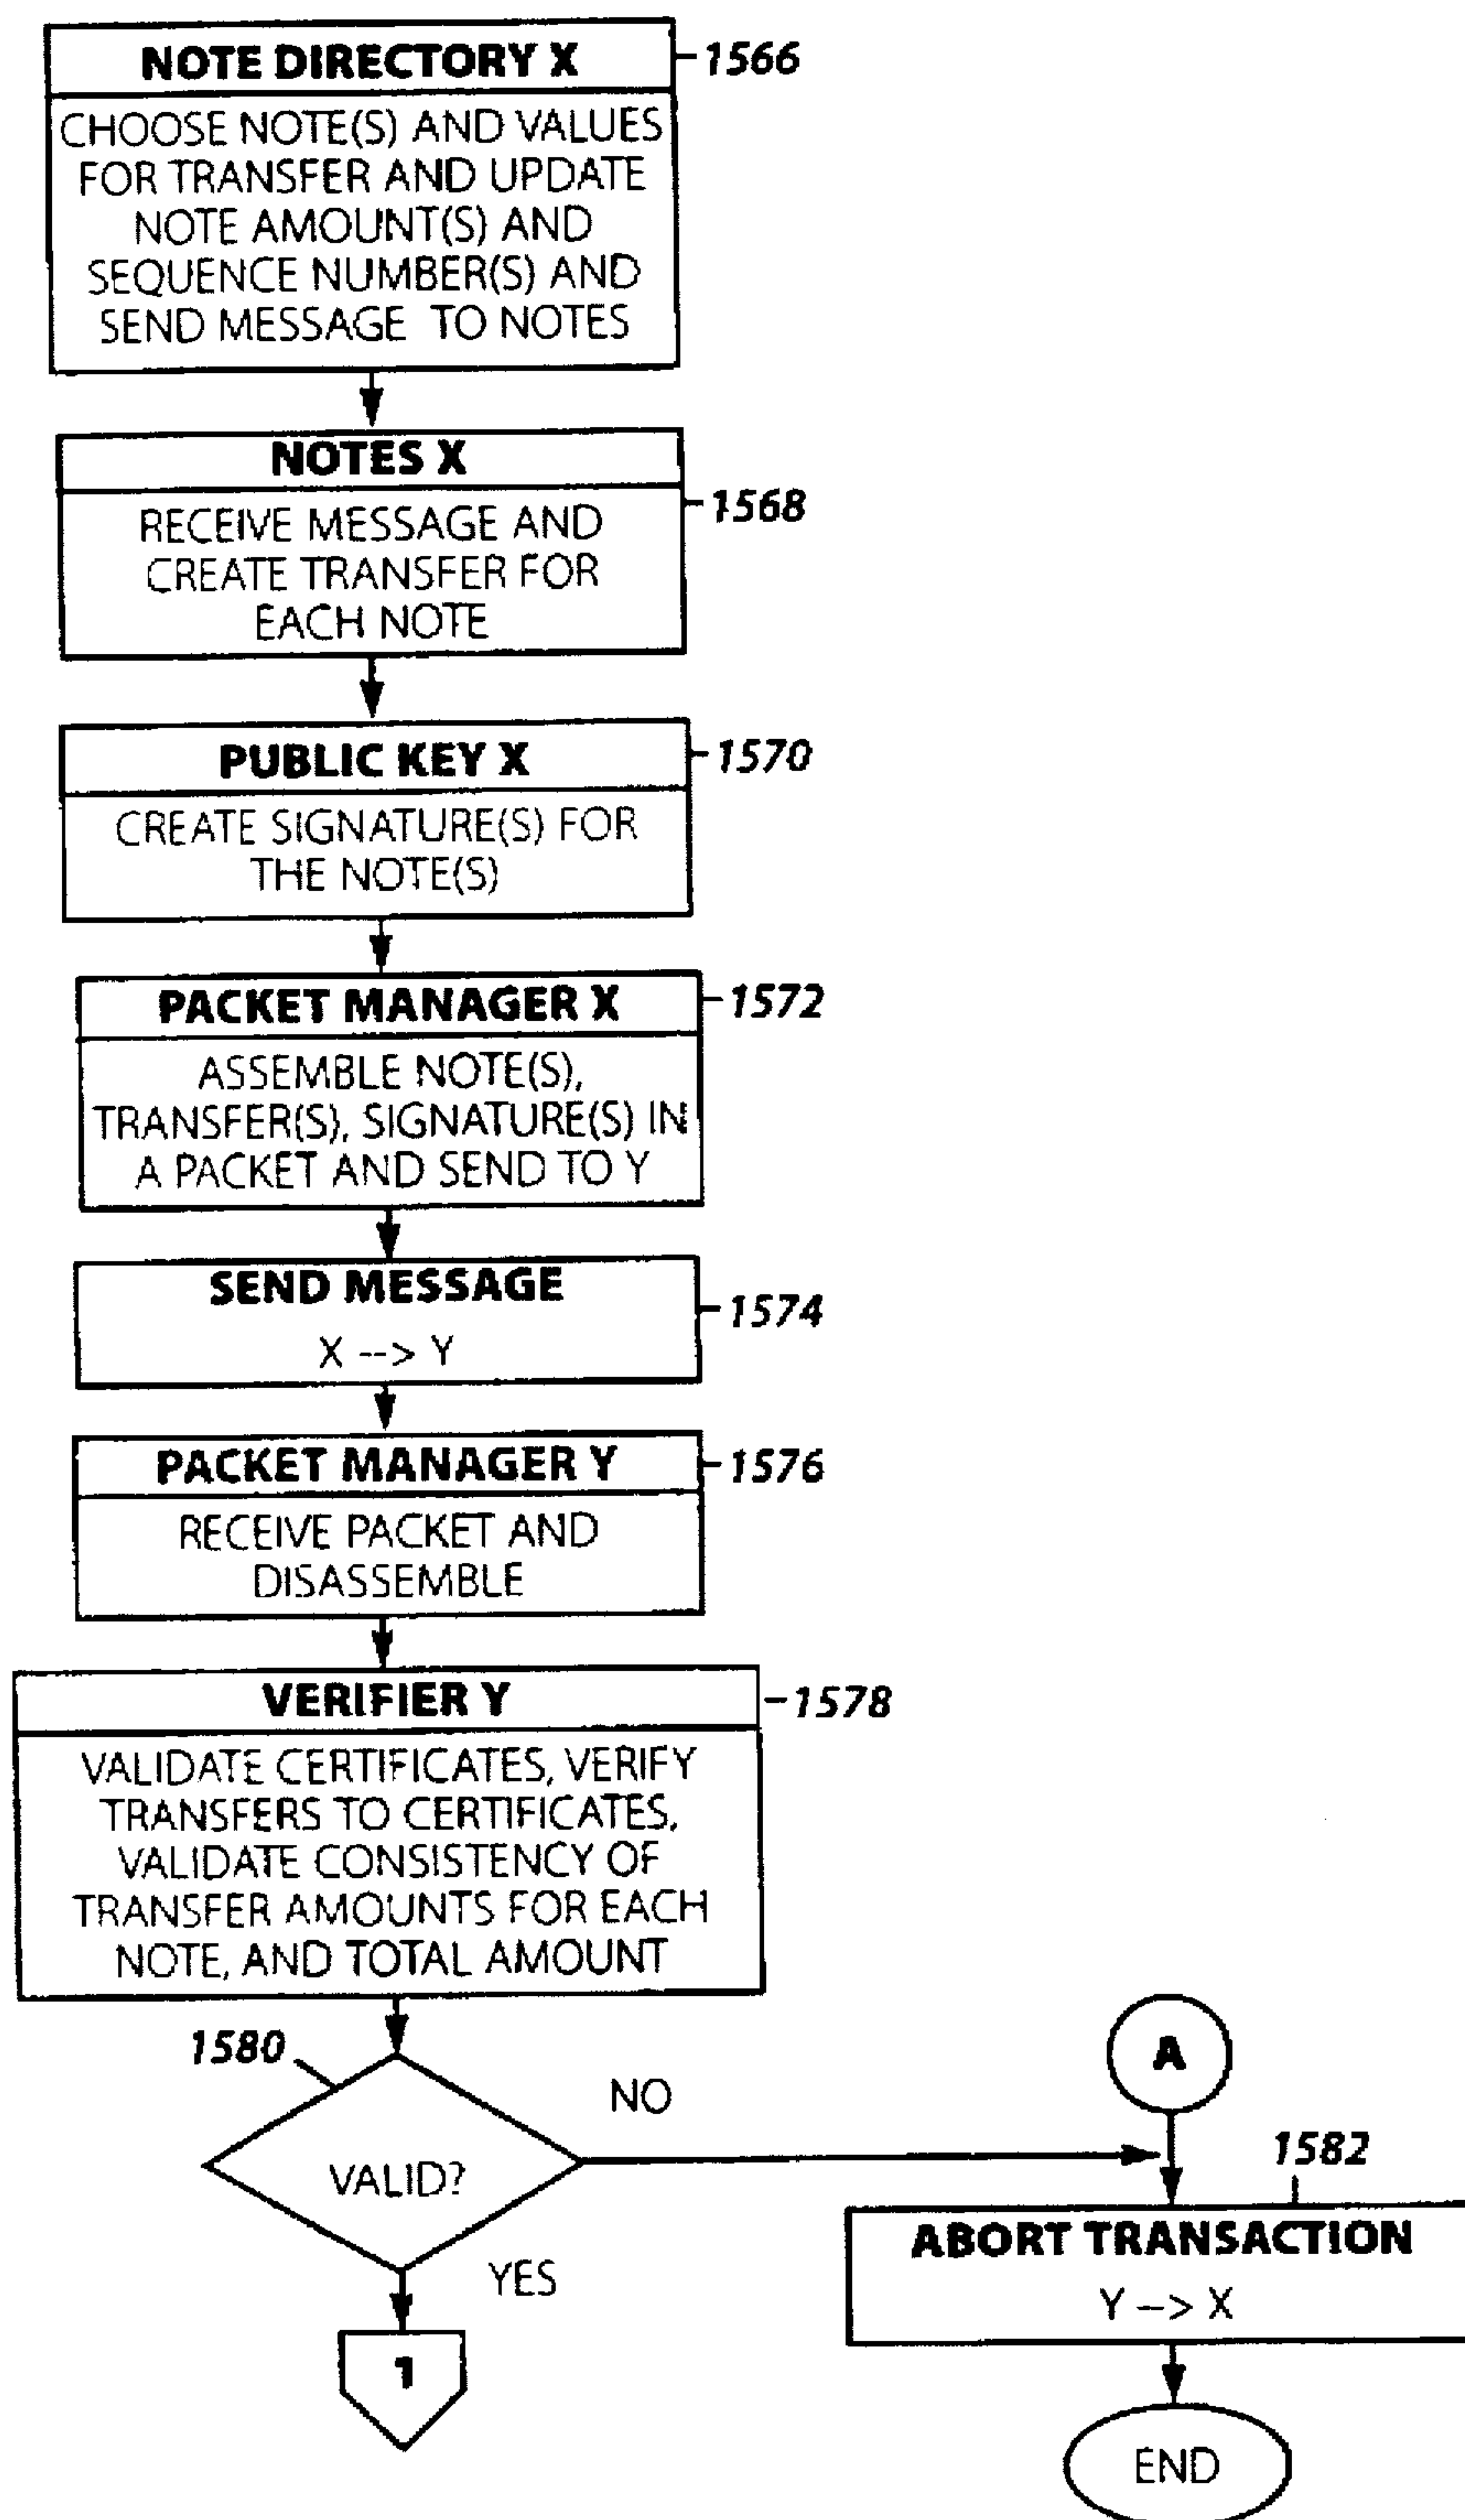 NOTE DIRECTORY X
1566
CHOOSE NOTE(S) AND VALUES
FOR TRANSFER AND UPDATE
NOTE AMOUNT(S) AND
SEQUENCE NUMBER(S) AND
SEND MESSAGE TO NOTES
NOTES X
1568
RECEIVE MESSAGE AND
CREATE TRANSFER FOR
EACH NOTE
PUBLIC KEY X
1570
CREATE SIGNATURE(S) FOR
THE NOTE(S)
PACKET MANAGER X
1572
ASSEMBLE NOTE(S),
TRANSFER(S), SIGNATURE(S) IN
A PACKET AND SEND TO Y
SEND MESSAGE
1574
X --> Y
PACKET MANAGER Y
1576
RECEIVE PACKET AND
DISASSEMBLE
VERIFIER Y
1578
VALIDATE CERTIFICATES, VERIFY
TRANSFERS TO CERTIFICATES,
VALIDATE CONSISTENCY OF
TRANSFER AMOUNTS FOR EACH
NOTE, AND TOTAL AMOUNT
1580
VALID?
NO
YES
1
A
1582
ABORT TRANSACTION
Y --> X
END